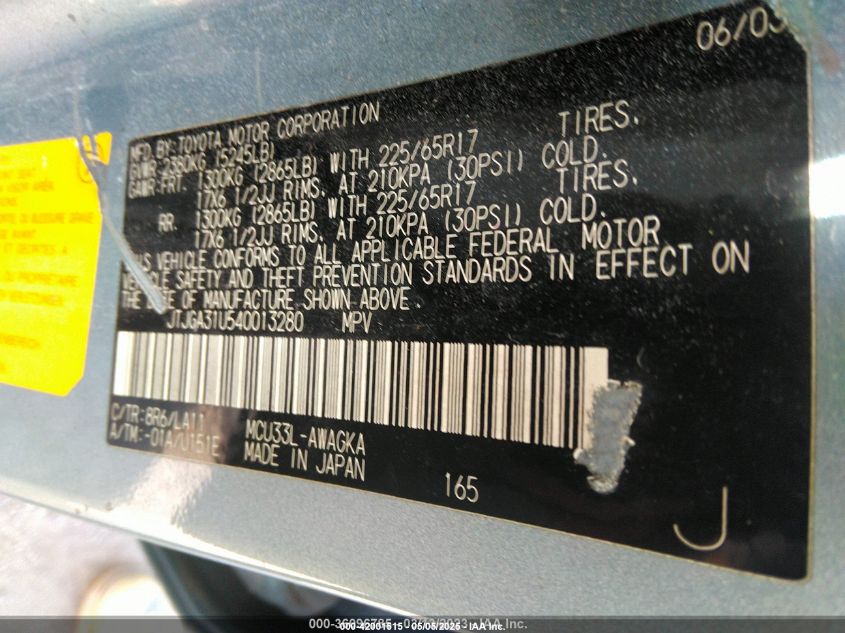 06/03
MFD. BY: TOYOTA MOTOR CORPORATION
GVWR 2380KG (5245LB)
GAWR: FRT. 1300KG (2865LB) WITH 225/65R17 TIRES.
17X6 1/2JJ RIMS. AT 210KPA (30PSI) COLD.
RR. 1300KG (2865LB) WITH 225/65R17 TIRES.
17X6 1/2JJ RIMS. AT 210KPA (30PSI) COLD.
THIS VEHICLE CONFORMS TO ALL APPLICABLE FEDERAL MOTOR
VEHICLE SAFETY AND THEFT PREVENTION STANDARDS IN EFFECT ON
THE DATE OF MANUFACTURE SHOWN ABOVE.
JTJGA31U540013280 MPV
C/TR: 8R6/LA11 MCU33L-AWAGKA
A/TM: -01A/U151E MADE IN JAPAN
165
J
000-42001615 05/05/2025 IAA Inc.